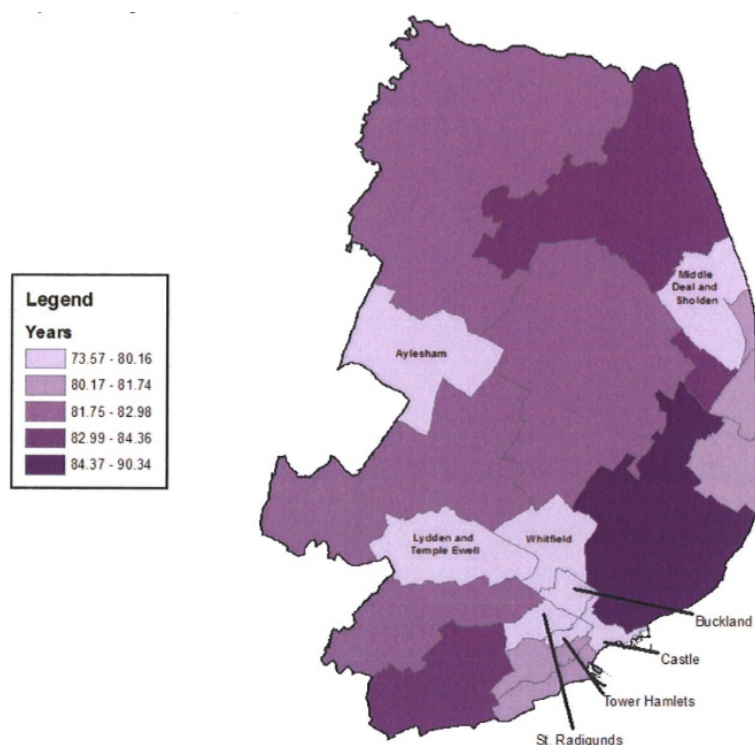 Legend
Years
73.57 - 80.16
80.17 - 81.74
81.75 - 82.98
82.99 - 84.36
84.37 - 90.34
Middle
Deal and
Sholden
Aylesham
Lydden and
Temple Ewell
Whitfield
Buckland
Castle
Tower Hamlets
St. Radigunds